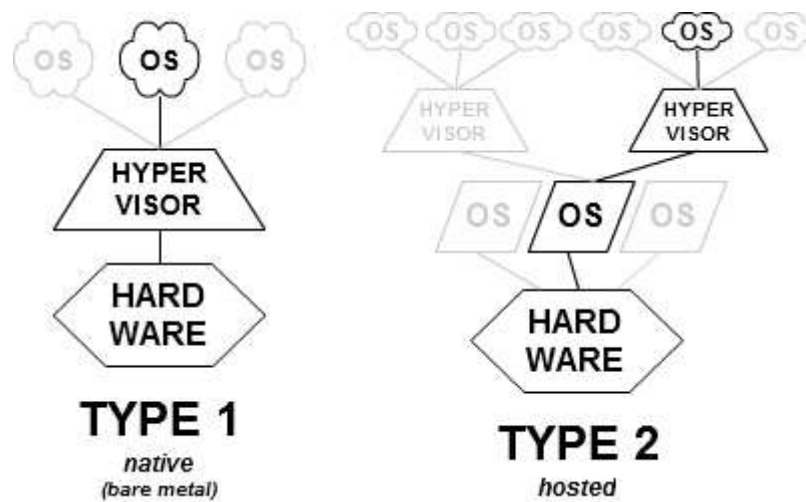 OS
OS
OS
HYPER
VISOR
HARD
WARE
TYPE 1
native
(bare metal)
OS
OS
OS
OS
OS
OS
HYPER
VISOR
HYPER
VISOR
OS
OS
OS
HARD
WARE
TYPE 2
hosted